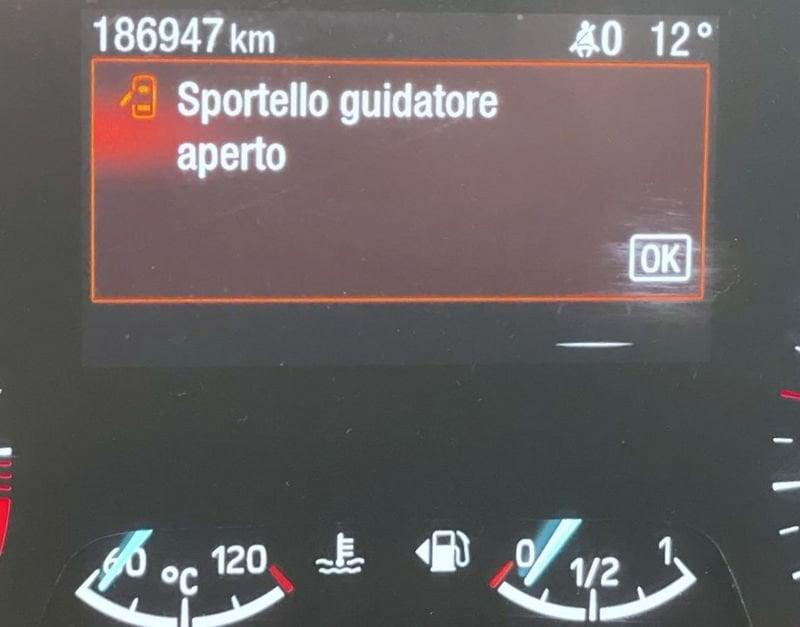 186947 km 0 12°
Sportello guidatore
aperto
OK
60 °C 120
0 1/2 1